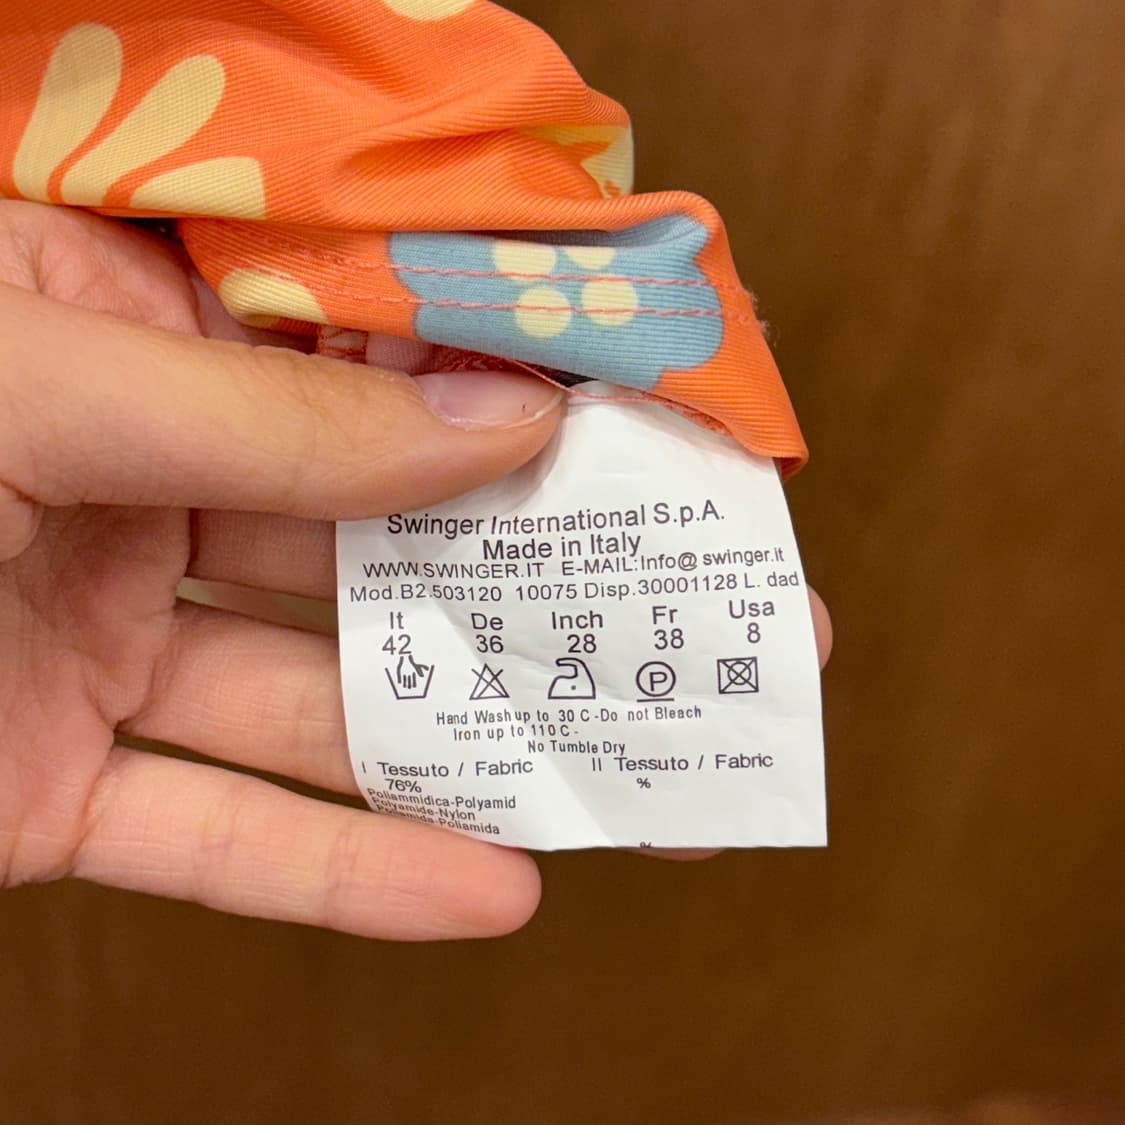 Swinger International S.p.A.
Made in Italy
WWW.SWINGER.IT E-MAIL:Info@ swinger.it
Mod.B2.503120 10075 Disp.30001128 L. dad
It De Inch Fr Usa
42 36 28 38 8
P
Hand Wash up to 30 C -Do not Bleach
Iron up to 110 C -
No Tumble Dry
I Tessuto / Fabric II Tessuto / Fabric
76% %
Poliammidica-Polyamid
Polyamide-Nylon
Poliamida-Poliamida